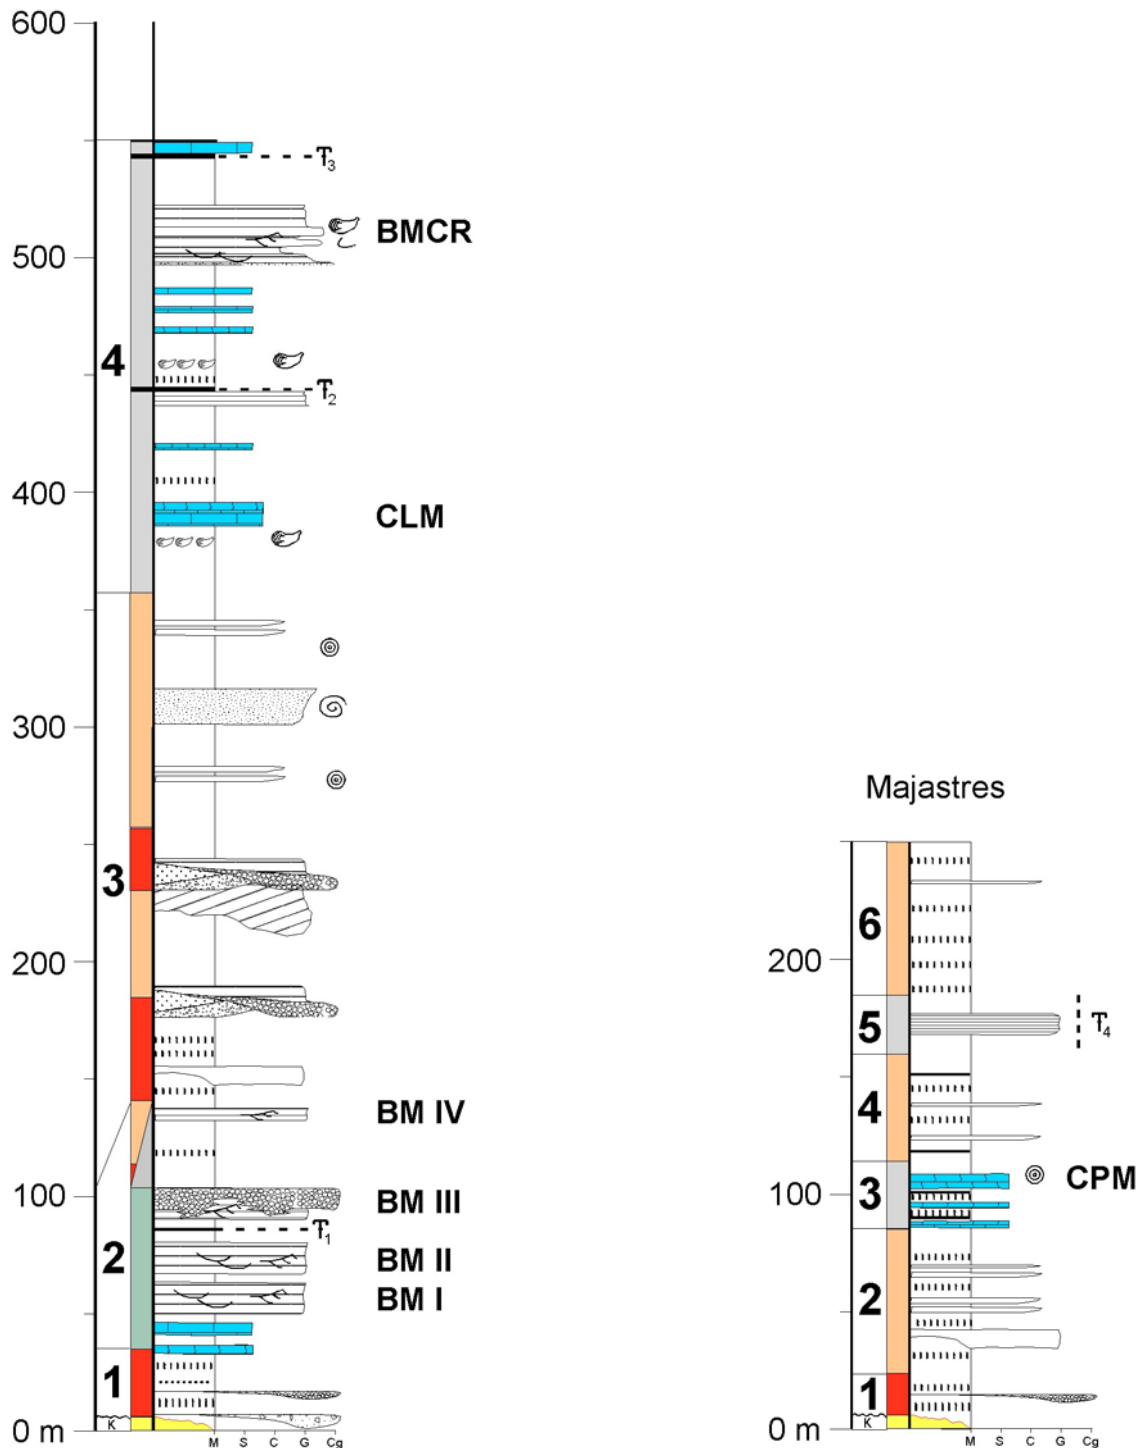 600
T3
BMCR
500
4
T2
400
CLM
300
3
200
BM IV
100
BM III
T1
2
BM II
BM I
1
K
0 m
M S C G Cg
Majastres
6
200
5
T4
4
3
CPM
100
2
1
K
0 m
M S C G Cg